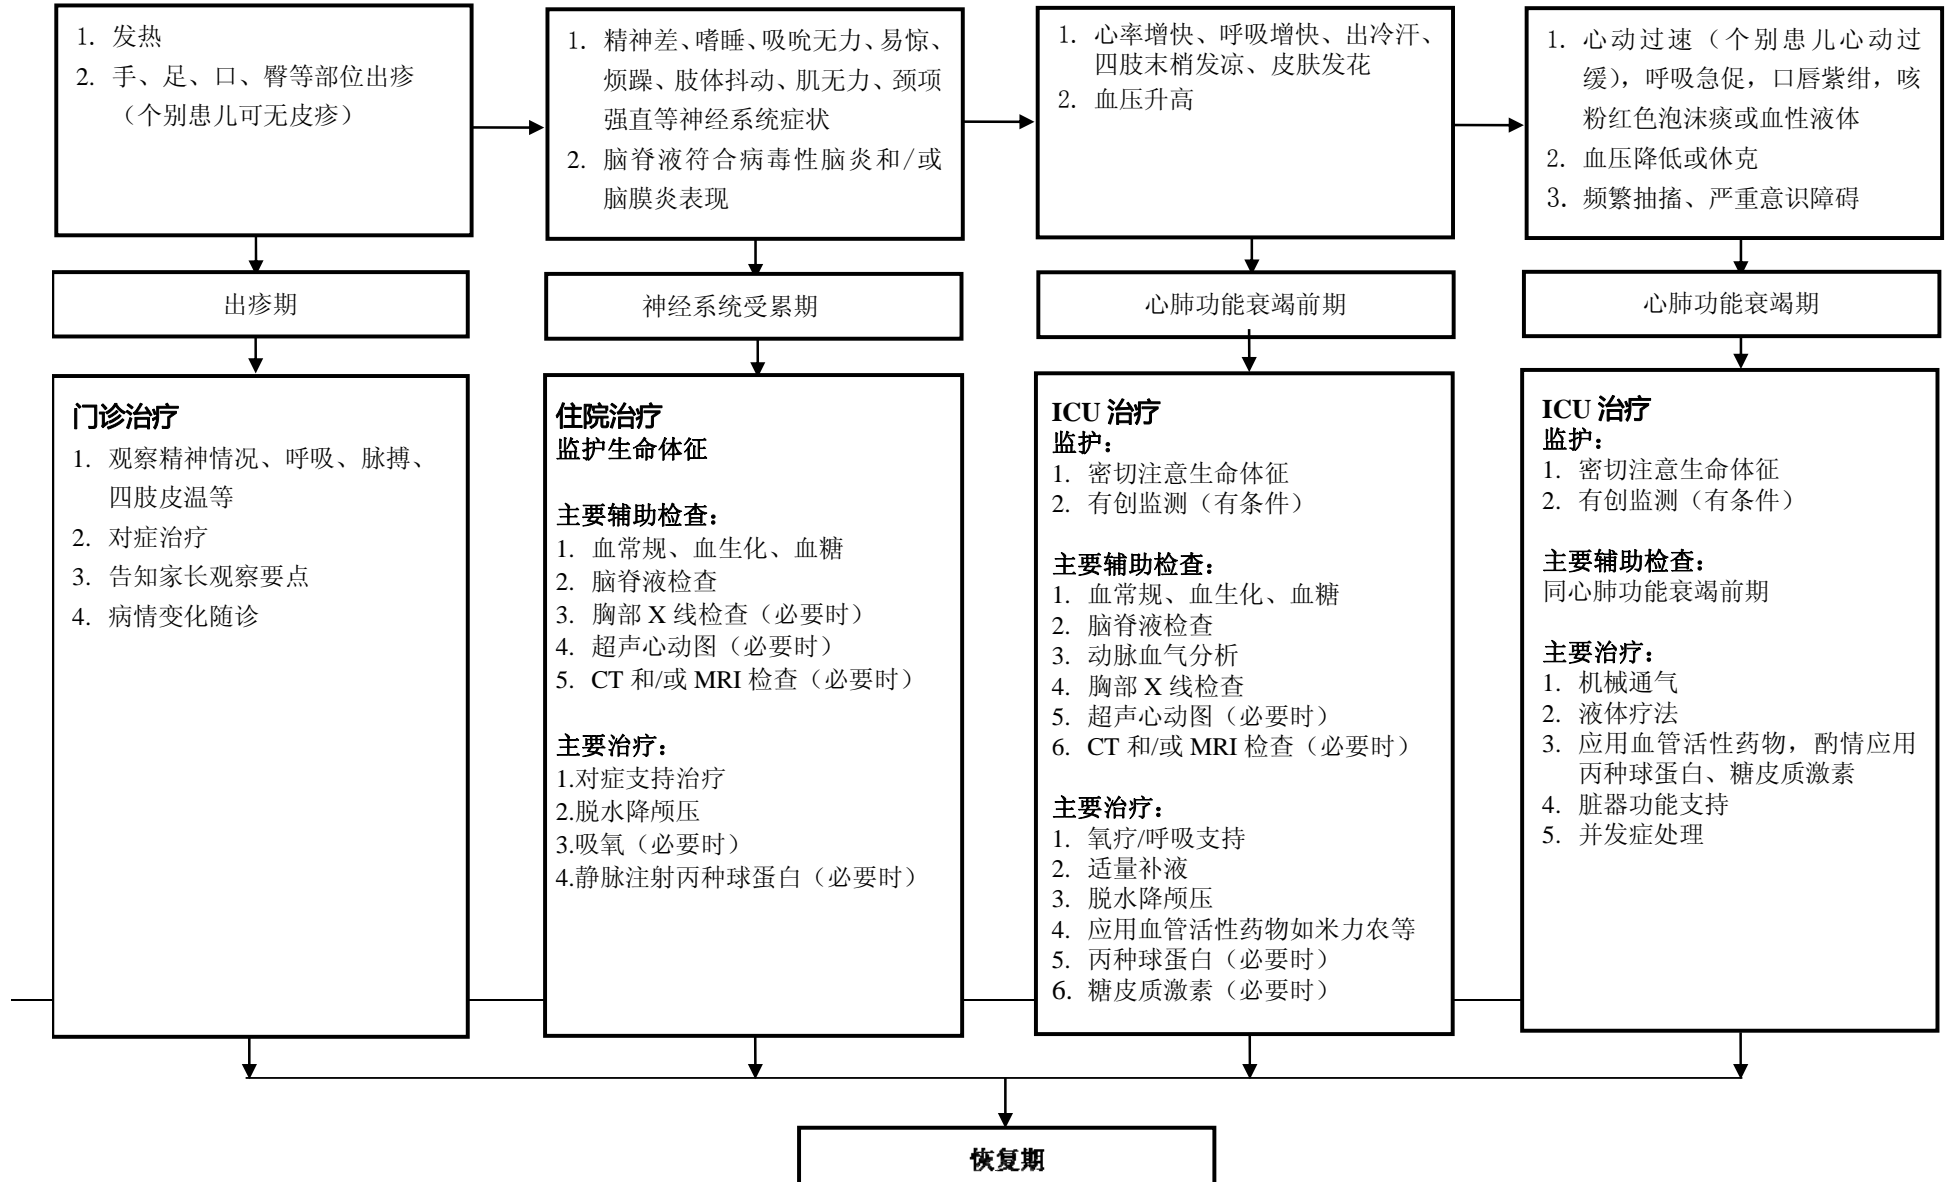 1. 发热
2. 手、足、口、臀等部位出疹
（个别患儿可无皮疹）
1. 精神差、嗜睡、吸吮无力、易惊、
烦躁、肢体抖动、肌无力、颈项
强直等神经系统症状
2. 脑脊液符合病毒性脑炎和/或
脑膜炎表现
1. 心率增快、呼吸增快、出冷汗、
四肢末梢发凉、皮肤发花
2. 血压升高
1. 心动过速（个别患儿心动过
缓），呼吸急促，口唇紫绀，咳
粉红色泡沫痰或血性液体
2. 血压降低或休克
3. 频繁抽搐、严重意识障碍
出疹期
神经系统受累期
心肺功能衰竭前期
心肺功能衰竭期
门诊治疗
1. 观察精神情况、呼吸、脉搏、
四肢皮温等
2. 对症治疗
3. 告知家长观察要点
4. 病情变化随诊
住院治疗
监护生命体征
主要辅助检查：
1. 血常规、血生化、血糖
2. 脑脊液检查
3. 胸部 X 线检查（必要时）
4. 超声心动图（必要时）
5. CT 和/或 MRI 检查（必要时）
主要治疗：
1.对症支持治疗
2.脱水降颅压
3.吸氧（必要时）
4.静脉注射丙种球蛋白（必要时）
ICU 治疗
监护：
1. 密切注意生命体征
2. 有创监测（有条件）
主要辅助检查：
1. 血常规、血生化、血糖
2. 脑脊液检查
3. 动脉血气分析
4. 胸部 X 线检查
5. 超声心动图（必要时）
6. CT 和/或 MRI 检查（必要时）
主要治疗：
1. 氧疗/呼吸支持
2. 适量补液
3. 脱水降颅压
4. 应用血管活性药物如米力农等
5. 丙种球蛋白（必要时）
6. 糖皮质激素（必要时）
ICU 治疗
监护：
1. 密切注意生命体征
2. 有创监测（有条件）
主要辅助检查：
同心肺功能衰竭前期
主要治疗：
1. 机械通气
2. 液体疗法
3. 应用血管活性药物，酌情应用
丙种球蛋白、糖皮质激素
4. 脏器功能支持
5. 并发症处理
恢复期